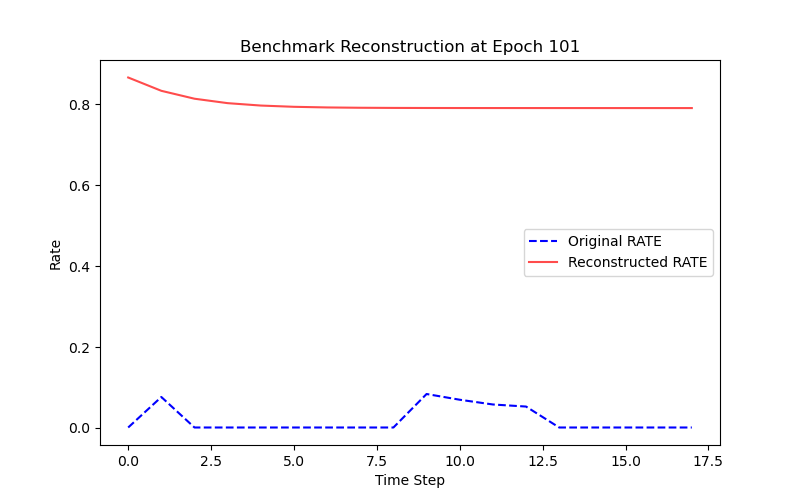 Benchmark Reconstruction at Epoch 101
Rate
0.8
0.6
0.4
0.2
0.0
Original RATE
Reconstructed RATE
0.0 2.5 5.0 7.5 10.0 12.5 15.0 17.5
Time Step